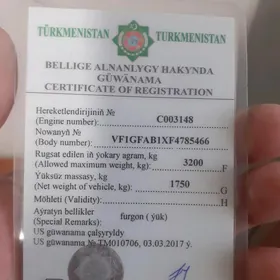 TÜRKMENISTAN TURKMENISTAN
BELLIGE ALNANLYGY HAKYNDA
GÜWÄNAMA
CERTIFICATE OF REGISTRATION
Hereketlendirijiniň №
(Engine number): C003148
Nowanyň №
(Body number): VF1GFAB1XF4785466
Rugsat edilen iň ýokary agram, kg
(Allowed maximum weight, kg): 3200 F
Ýüksüz massasy, kg
(Net weight of vehicle, kg): 1750 G
Möhleti (Validity): H
Aýratyn bellikler furgon ( ýük)
(Special Remarks):
US güwanama çalşyryldy
US güwanama № TM010706, 03.03.2017 ý.